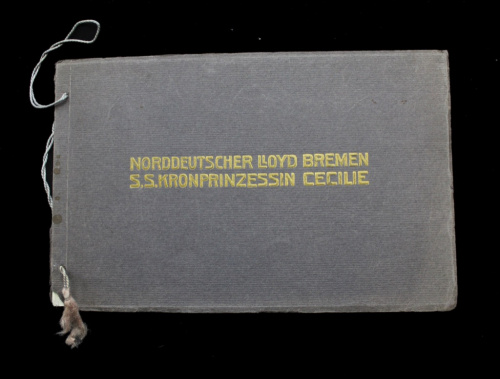 NORDDEUTSCHER LLOYD BREMEN
S.S.KRONPRINZESSIN CECILIE